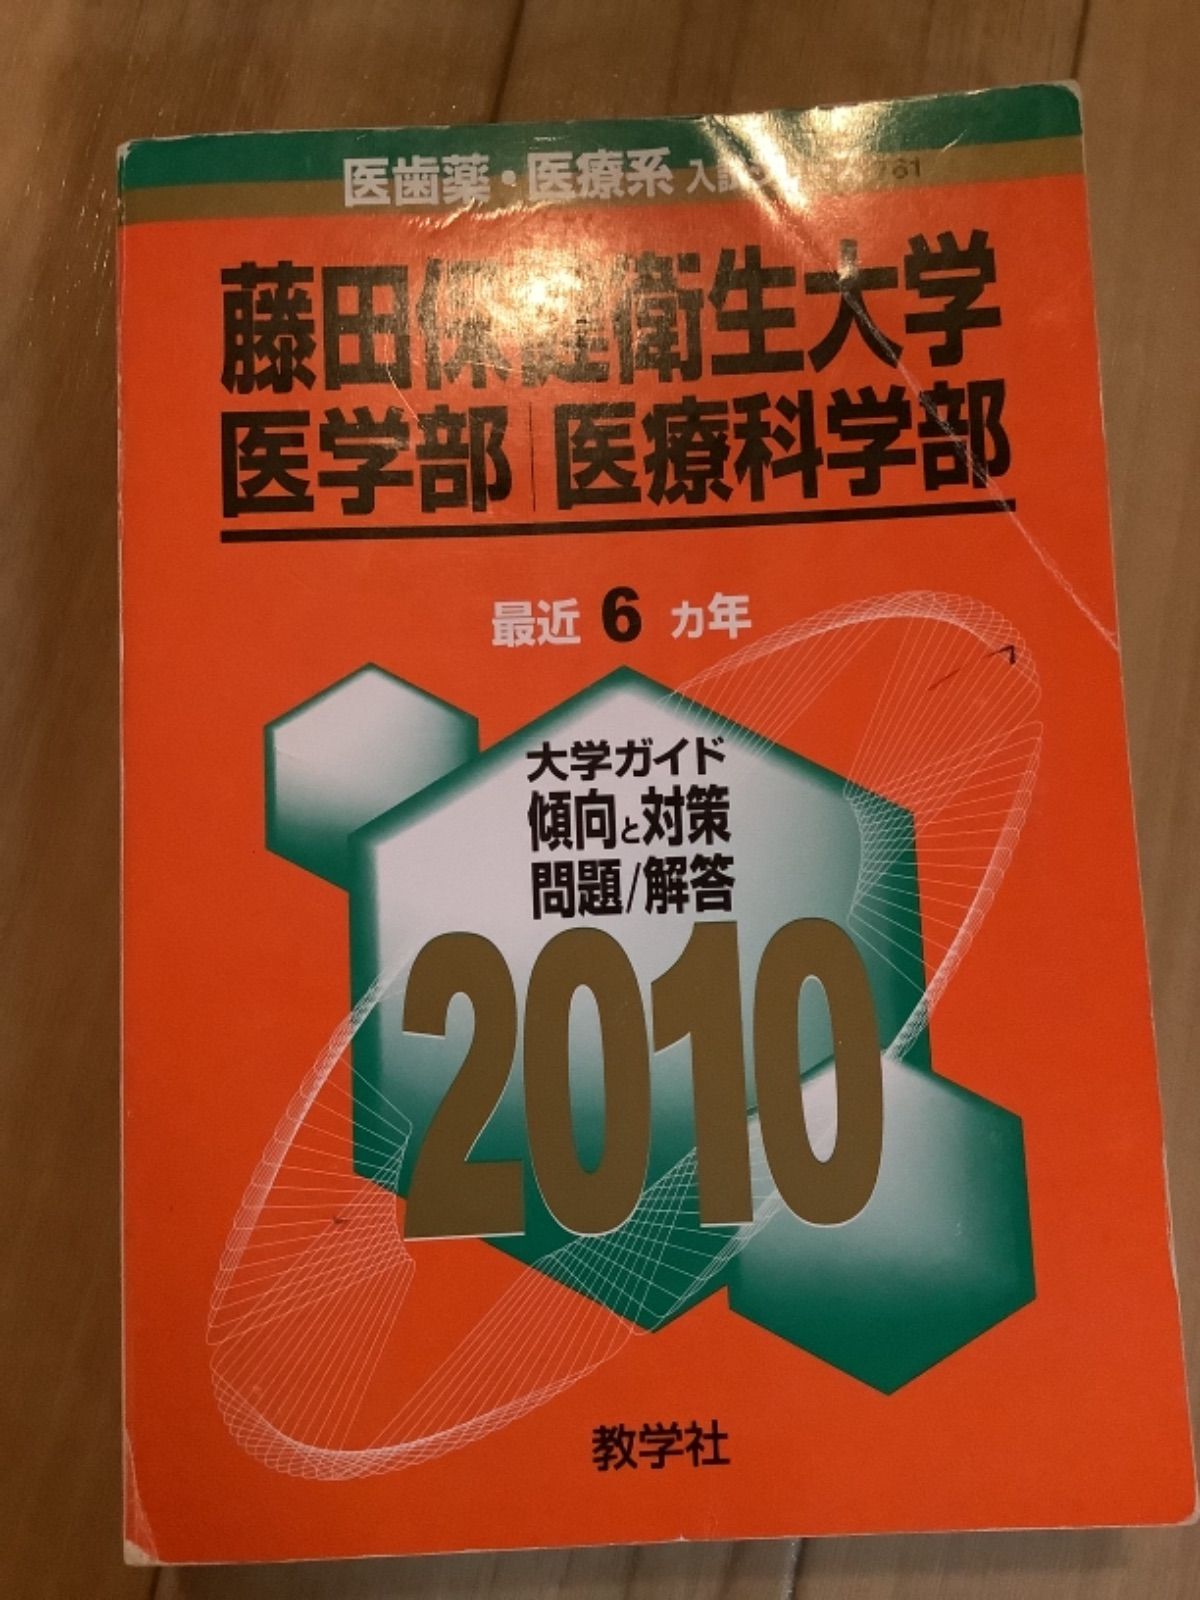 医歯薬・医療系 入試 761
藤田保健衛生大学
医学部 医療科学部
最近 6 カ年
大学ガイド
傾向と対策
問題/解答
2010
教学社